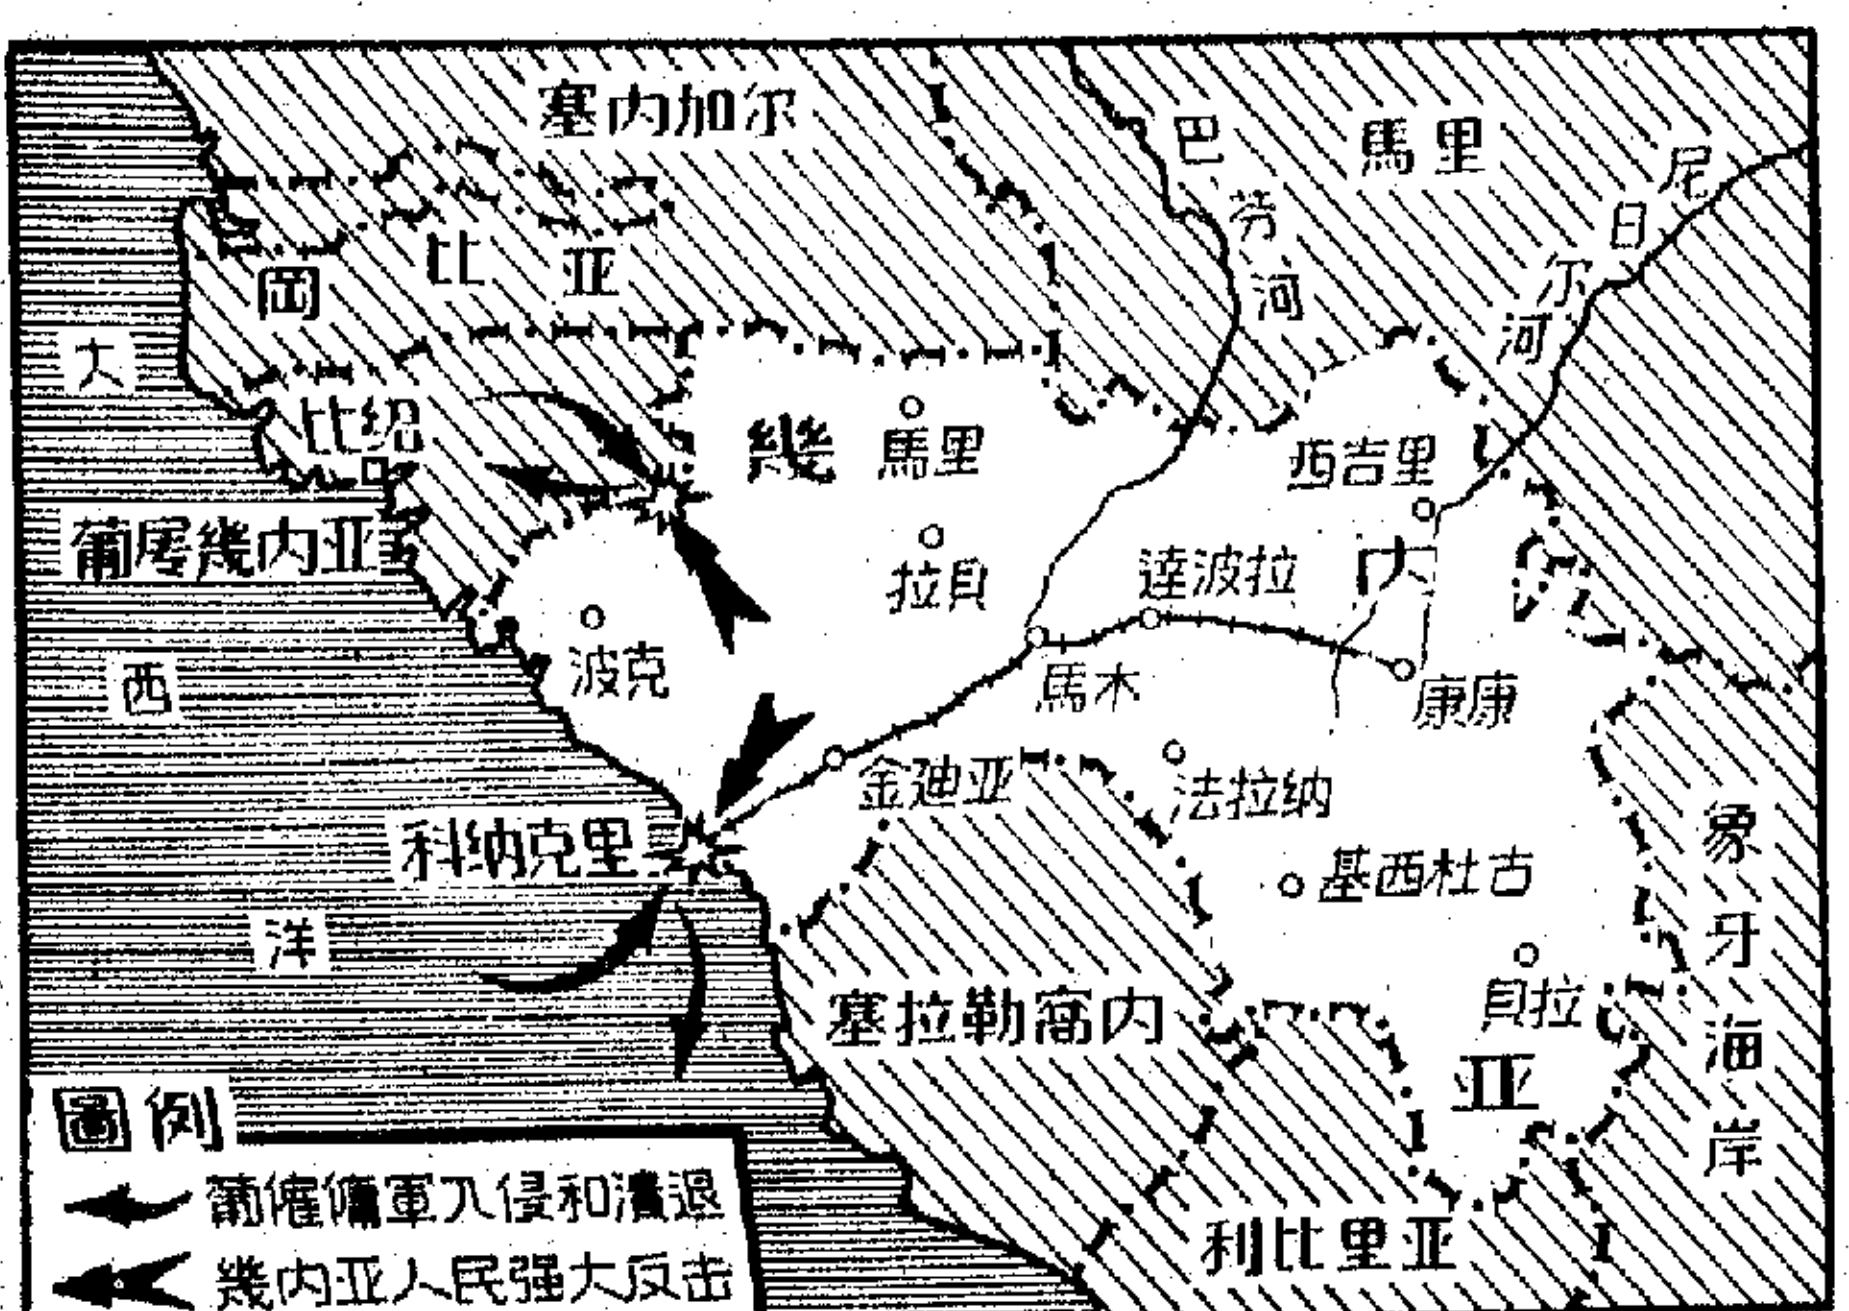 塞内加尔
馬里
巴芳河
尼日尔河
岡比亚
大西洋
比绍
葡属幾内亚
幾内亚
馬里
西吉里
拉貝
達波拉
波克
馬木
康康
金迪亚
法拉纳
科纳克里
基西杜古
貝拉
象牙海岸
塞拉勒窩内
利比里亚
圖例
葡僱傭軍入侵和潰退
幾内亚人民强大反击